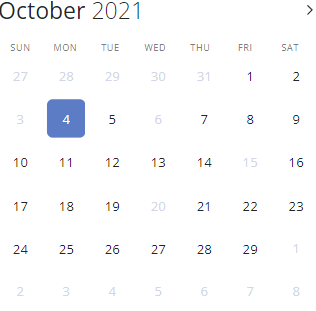 October 2021 >
SUN MON TUE WED THU FRI SAT
27 28 29 30 31 1 2
3 4 5 6 7 8 9
10 11 12 13 14 15 16
17 18 19 20 21 22 23
24 25 26 27 28 29 1
2 3 4 5 6 7 8